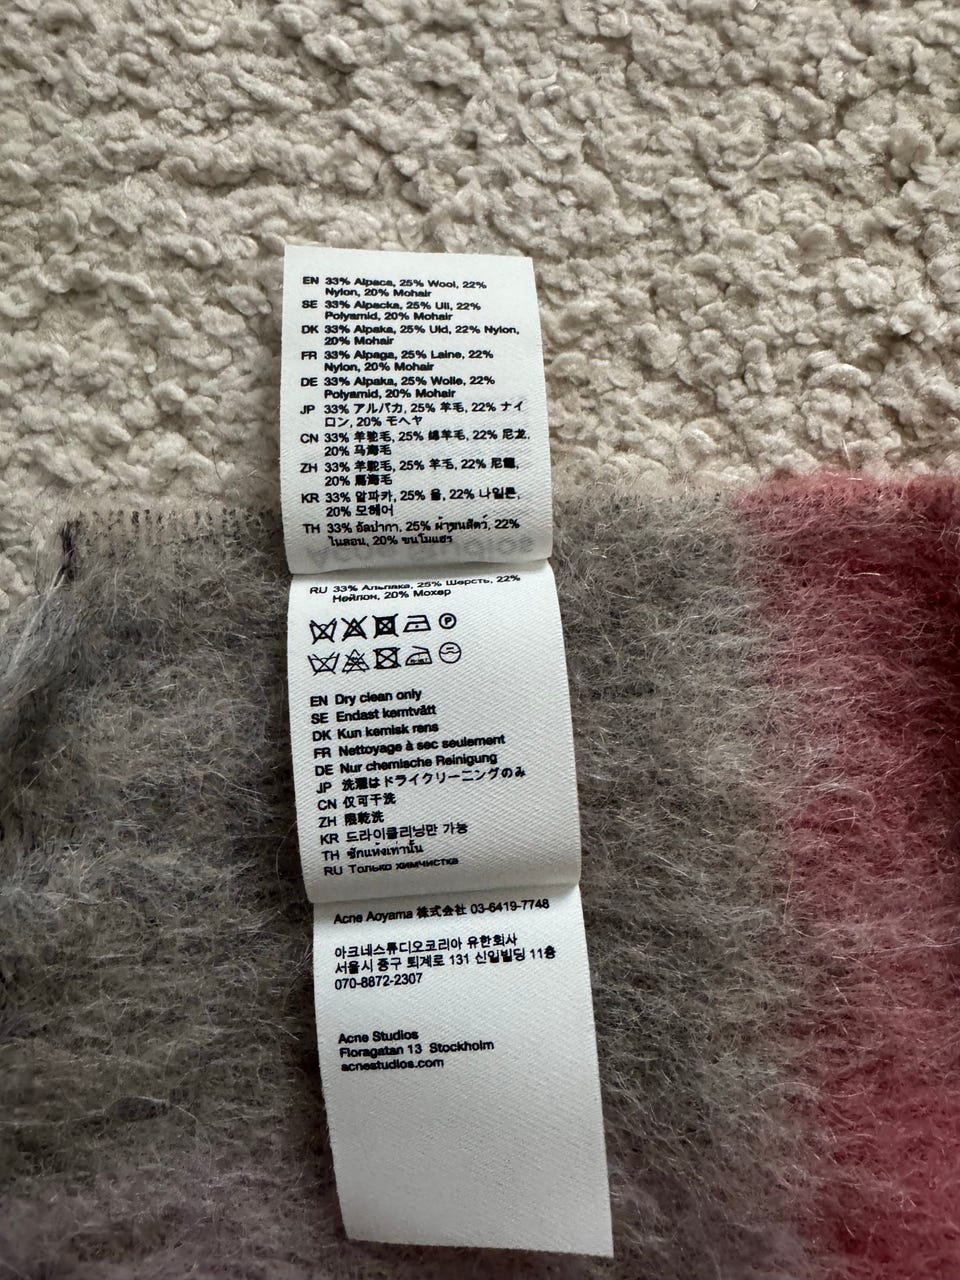 EN 33% Alpaca, 25% Wool, 22%
Nylon, 20% Mohair
SE 33% Alpacka, 25% Ull, 22%
Polyamid, 20% Mohair
DK 33% Alpaka, 25% Uld, 22% Nylon,
20% Mohair
FR 33% Alpaga, 25% Laine, 22%
Nylon, 20% Mohair
DE 33% Alpaka, 25% Wolle, 22%
Polyamid, 20% Mohair
JP 33% アルパカ, 25% 羊毛, 22% ナイ
ロン, 20% モヘヤ
CN 33% 羊驼毛, 25% 绵羊毛, 22% 尼龙,
20% 马海毛
ZH 33% 羊駝毛, 25% 羊毛, 22% 尼龍,
20% 馬海毛
KR 33% 알파카, 25% 울, 22% 나일론,
20% 모헤어
TH 33% อัลปากา, 25% ผ้าขนสัตว์, 22%
ไนลอน, 20% ขนโมแฮร์
RU 33% Альпака, 25% Шерсть, 22%
Нейлон, 20% Мохер
P
EN Dry clean only
SE Endast kemtvätt
DK Kun kemisk rens
FR Nettoyage à sec seulement
DE Nur chemische Reinigung
JP 洗濯はドライクリーニングのみ
CN 仅可干洗
ZH 限乾洗
KR 드라이클리닝만 가능
TH ซักแห้งเท่านั้น
RU Только химчистка
Acne Aoyama 株式会社 03-6419-7748
아크네스튜디오코리아 유한회사
서울시 중구 퇴계로 131 신일빌딩 11층
070-8872-2307
Acne Studios
Floragatan 13 Stockholm
acnestudios.com